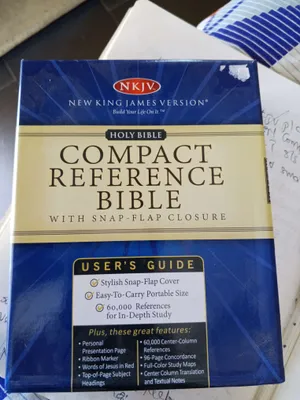 NKJV
NEW KING JAMES VERSION®
Build Your Life On It™
HOLY BIBLE
COMPACT
REFERENCE
BIBLE
WITH SNAP-FLAP CLOSURE
USER'S GUIDE
Stylish Snap-Flap Cover
Easy-To-Carry Portable Size
60,000 References
for In-Depth Study
Plus, these great features:
• Personal
Presentation Page
• Ribbon Marker
• Words of Jesus in Red
• Top-of-Page Subject
Headings
• 60,000 Center-Column
References
• 96-Page Concordance
• Full-Color Study Maps
• Center Column Translation
and Textual Notes